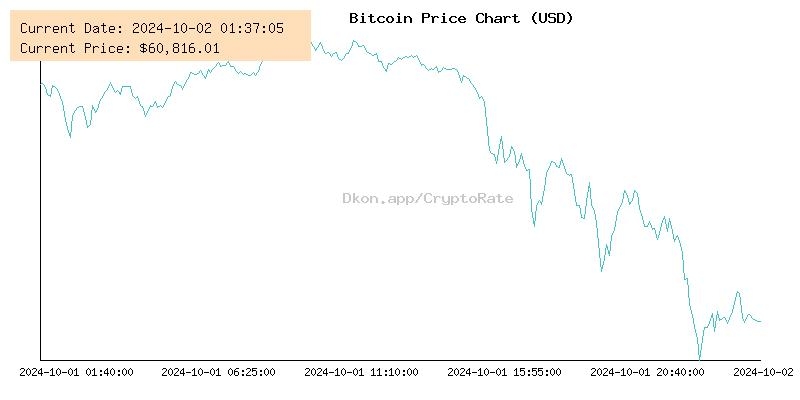 Bitcoin Price Chart (USD)
Current Date: 2024-10-02 01:37:05
Current Price: $60,816.01
Dkon.app/CryptoRate
2024-10-01 01:40:00 2024-10-01 06:25:00 2024-10-01 11:10:00 2024-10-01 15:55:00 2024-10-01 20:40:00 2024-10-02